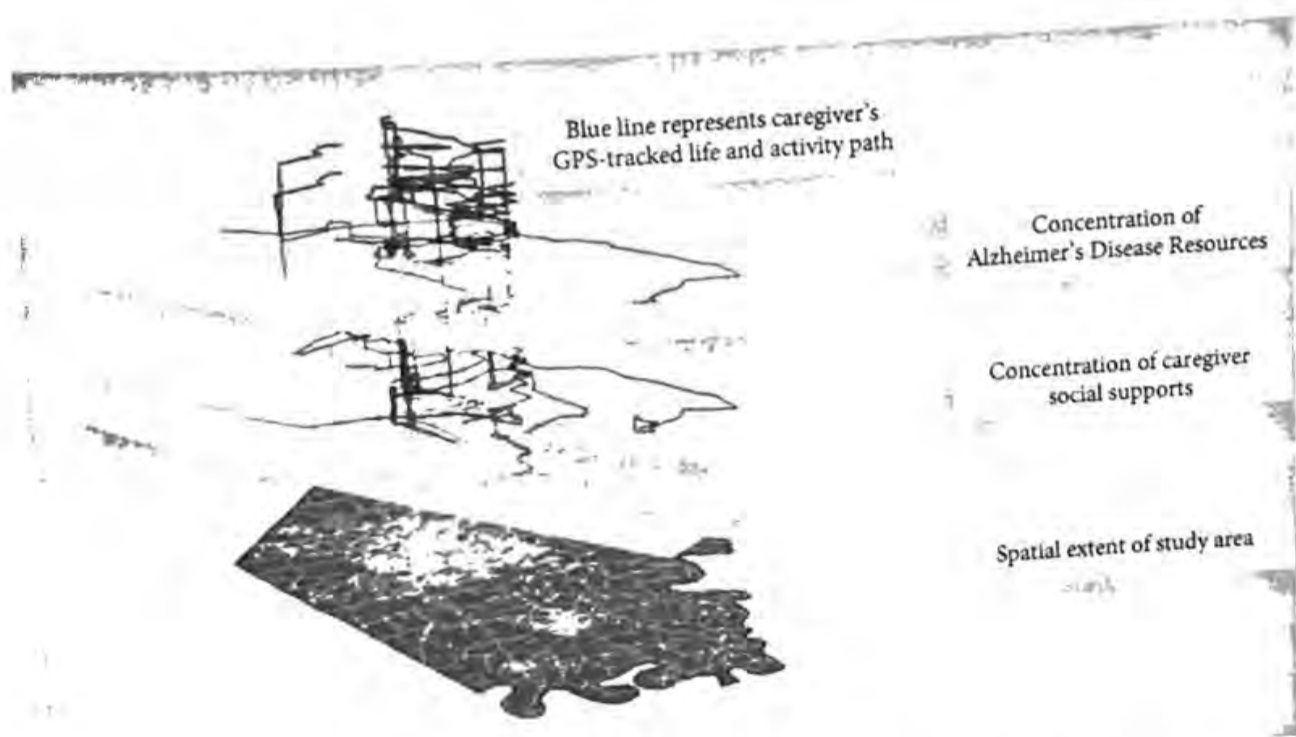 Blue line represents caregiver's
GPS-tracked life and activity path
Concentration of
Alzheimer's Disease Resources
Concentration of caregiver
social supports
Spatial extent of study area